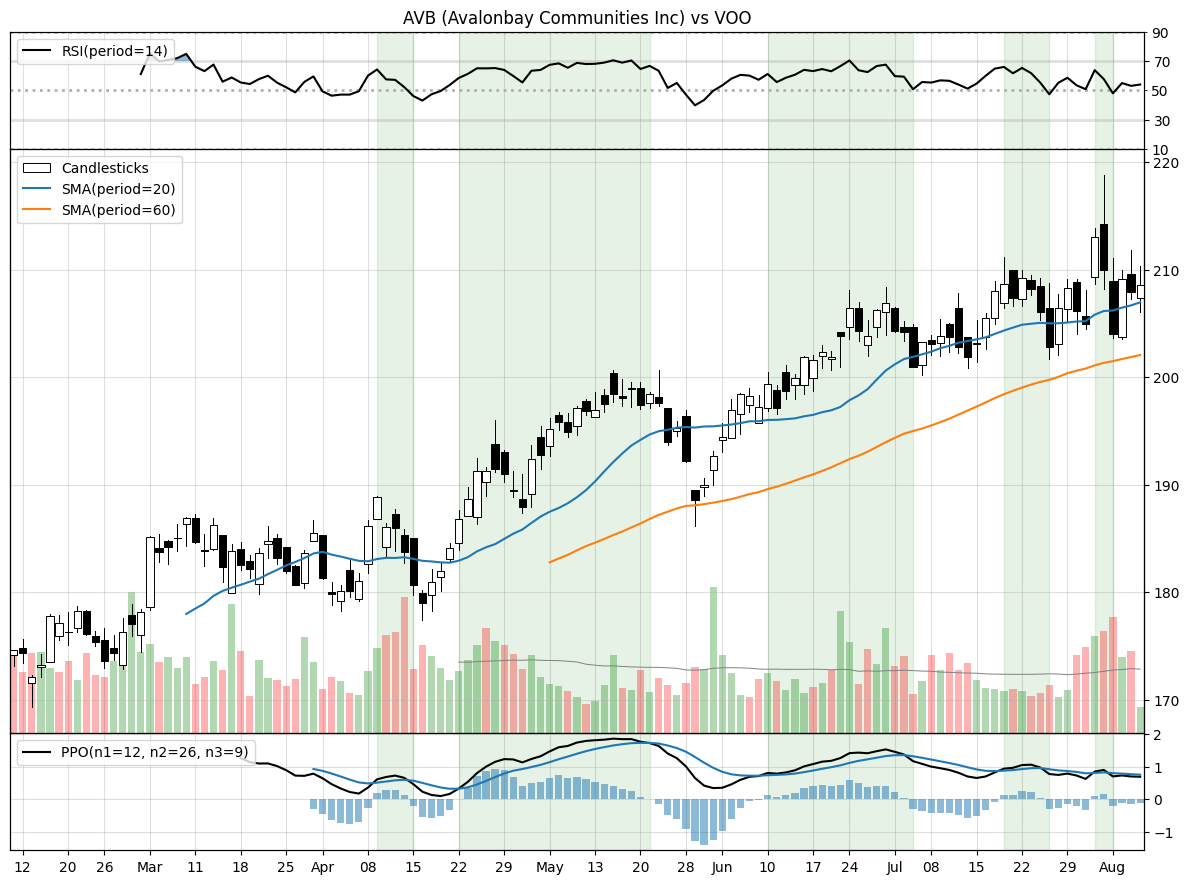 AVB (Avalonbay Communities Inc) vs VOO
RSI(period=14)
90
70
50
30
10
Candlesticks
SMA(period=20)
SMA(period=60)
220
210
200
190
180
170
PPO(n1=12, n2=26, n3=9)
2
1
0
−1
12 20 26 Mar 11 18 25 Apr 08 15 22 29 May 13 20 28 Jun 10 17 24 Jul 08 15 22 29 Aug